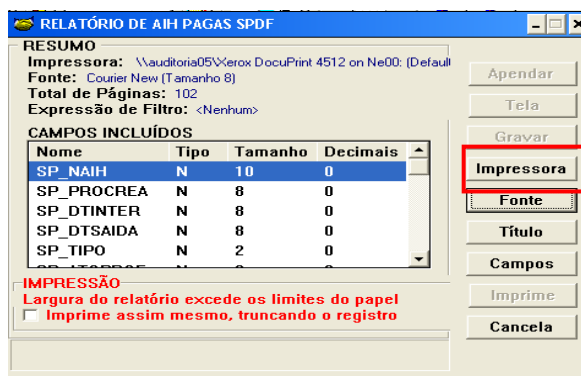 RELATÓRIO DE AIH PAGAS SPDF
RESUMO
Impressora: \\auditoria05\Xerox DocuPrint 4512 on Ne00: (Defaul
Fonte: Courier New (Tamanho 8)
Total de Páginas: 102
Expressão de Filtro: <Nenhum>
CAMPOS INCLUÍDOS
Nome Tipo Tamanho Decimais
SP_NAIH N 10 0
SP_PROCREA N 8 0
SP_DTINTER N 8 0
SP_DTSAIDA N 8 0
SP_TIPO N 2 0
IMPRESSÃO
Largura do relatório excede os limites do papel
Imprime assim mesmo, truncando o registro
Apendar
Tela
Gravar
Impressora
Fonte
Título
Campos
Imprime
Cancela